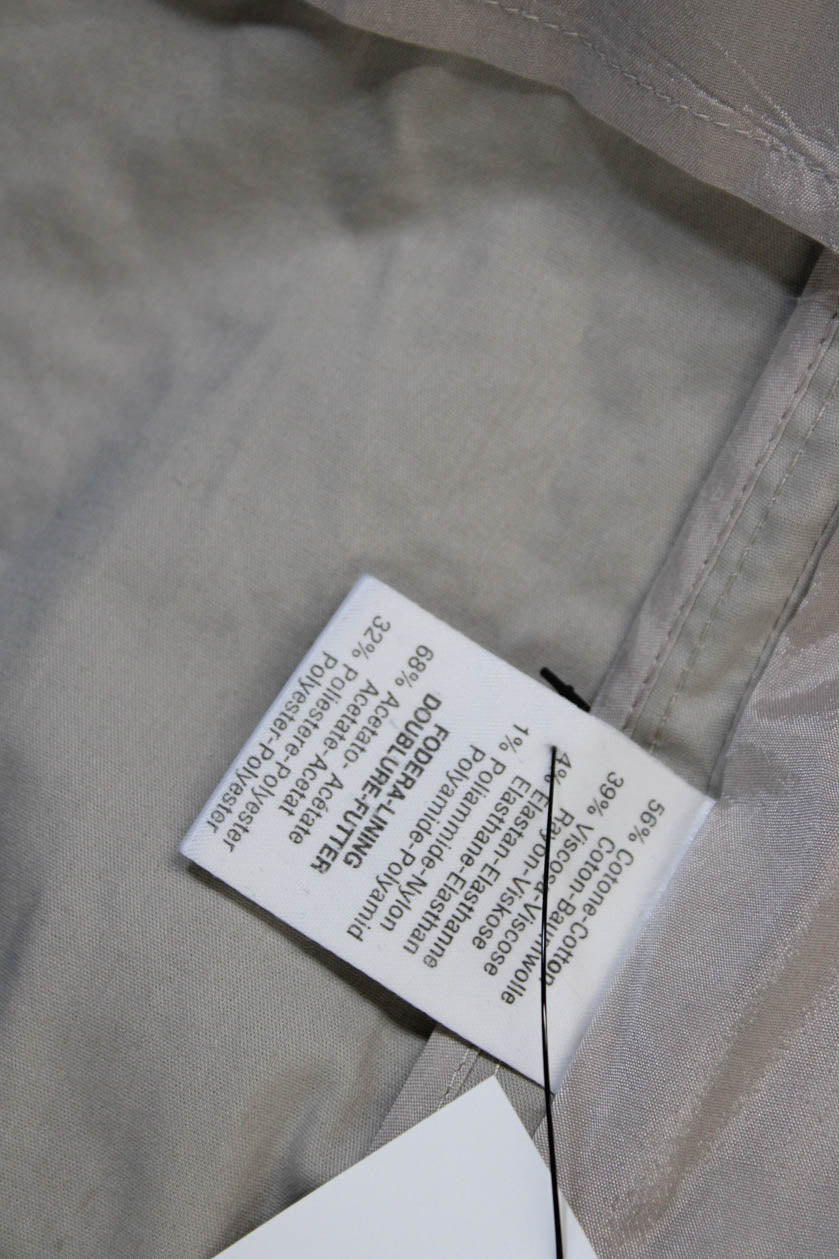 56% Cotone-Cotton
Coton-Baumwolle
39% Viscosa-Viscose
Rayon-Viskose
4% Elastan-Elasthanne
Elasthane-Elasthan
1% Poliammide-Nylon
Polyamide-Polyamid
FODERA-LINING
DOUBLURE-FUTTER
68% Acetato- Acétate
Acetate-Acetat
32% Poliestere-Polyester
Polyester-Polyester